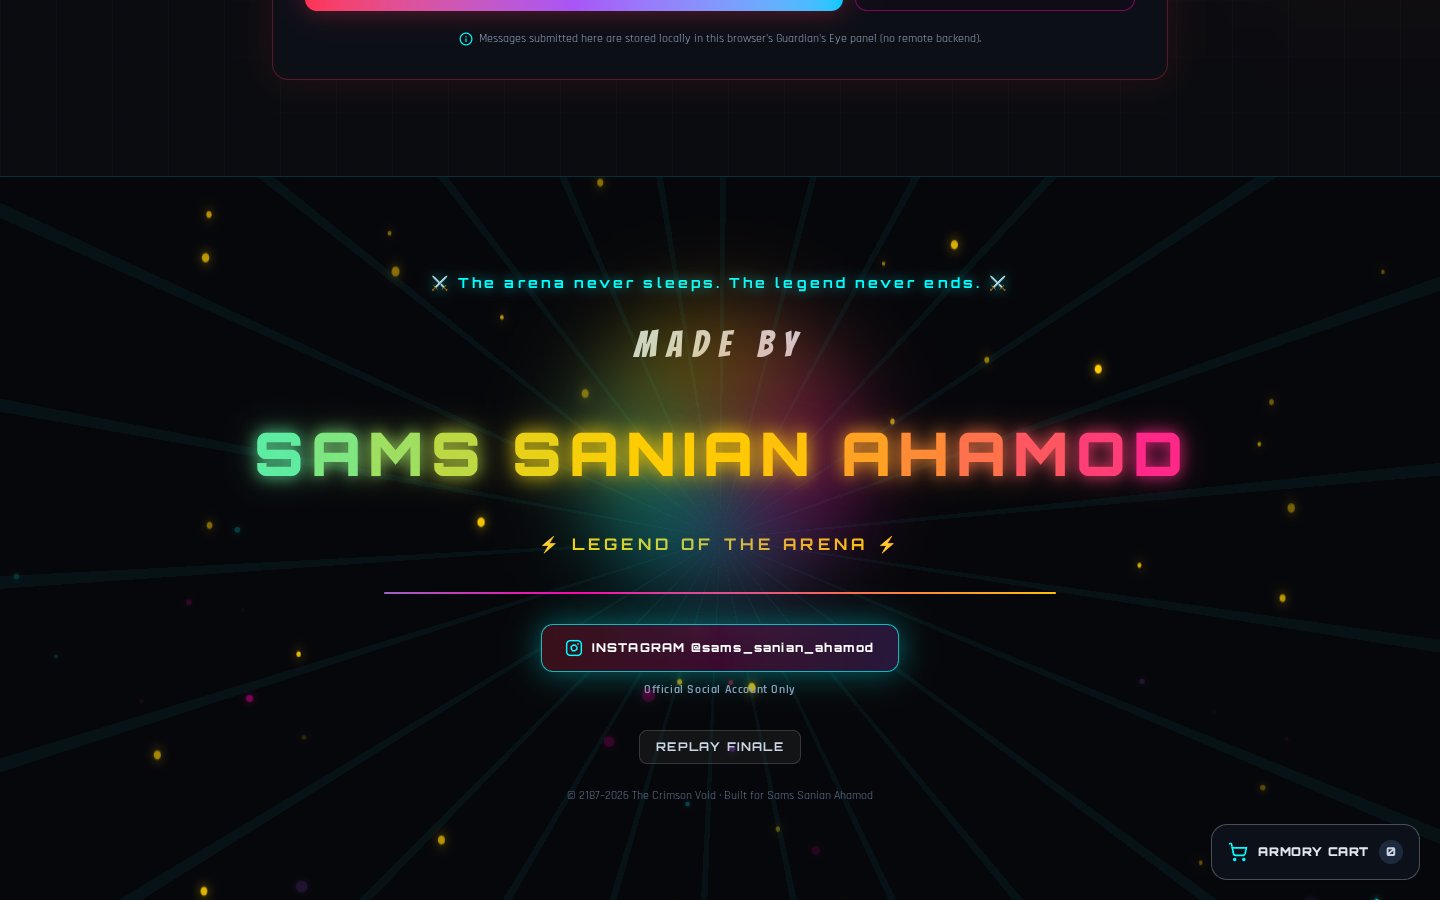 Messages submitted here are stored locally in this browser's Guardian's Eye panel (no remote backend).
⚔ The arena never sleeps. The legend never ends. ⚔
MADE BY
SAMS SANIAN AHAMOD
⚡ LEGEND OF THE ARENA ⚡
INSTAGRAM @sams_sanian_ahamod
Official Social Account Only
REPLAY FINALE
© 2187–2026 The Crimson Void · Built for Sams Sanian Ahamod
ARMORY CART 0